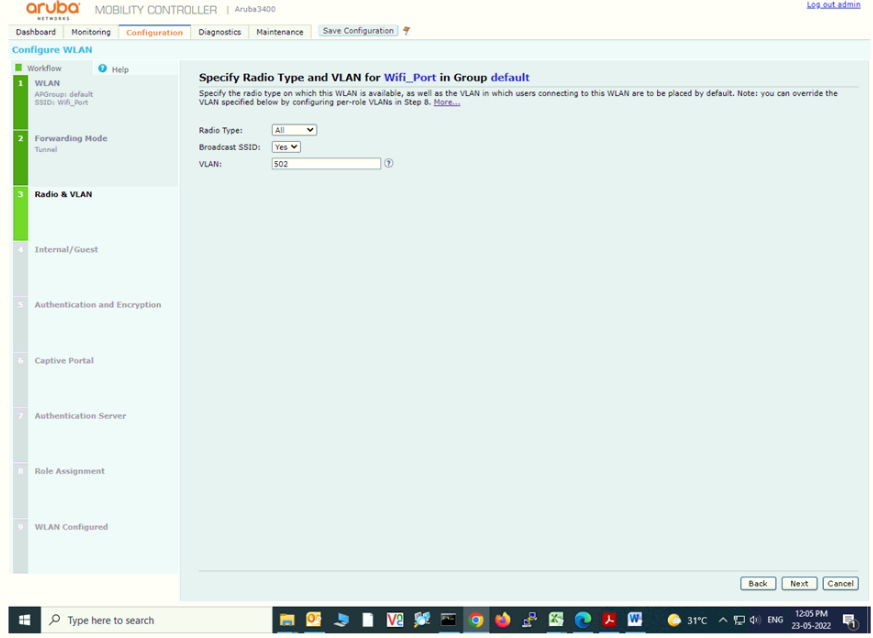 aruba
NETWORKS
MOBILITY CONTROLLER | Aruba3400
Log out admin
Dashboard Monitoring Configuration Diagnostics Maintenance Save Configuration
Configure WLAN
Workflow ? Help
1 WLAN
APGroup: default
SSID: Wifi_Port
2 Forwarding Mode
Tunnel
3 Radio & VLAN
4 Internal/Guest
5 Authentication and Encryption
6 Captive Portal
7 Authentication Server
8 Role Assignment
9 WLAN Configured
Specify Radio Type and VLAN for Wifi_Port in Group default
Specify the radio type on which this WLAN is available, as well as the VLAN in which users connecting to this WLAN are to be placed by default. Note: you can override the
VLAN specified below by configuring per-role VLANs in Step 8. More...
Radio Type: All
Broadcast SSID: Yes
VLAN: 502 ?
Back Next Cancel
Type here to search
31°C ENG 12:05 PM
23-05-2022